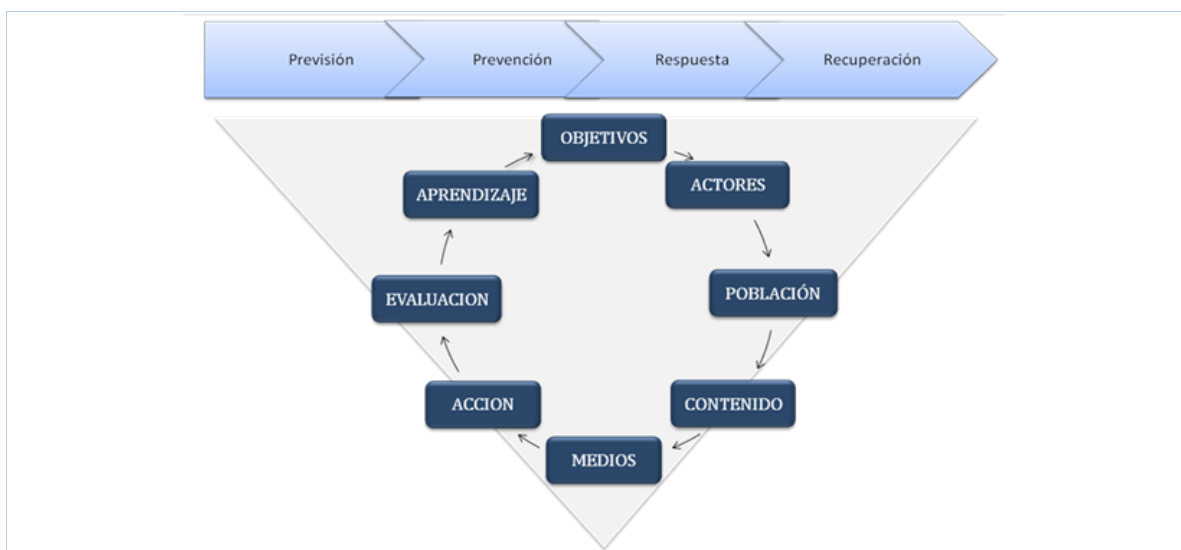 Previsión
Prevención
Respuesta
Recuperación
OBJETIVOS
ACTORES
POBLACIÓN
CONTENIDO
MEDIOS
ACCION
EVALUACION
APRENDIZAJE